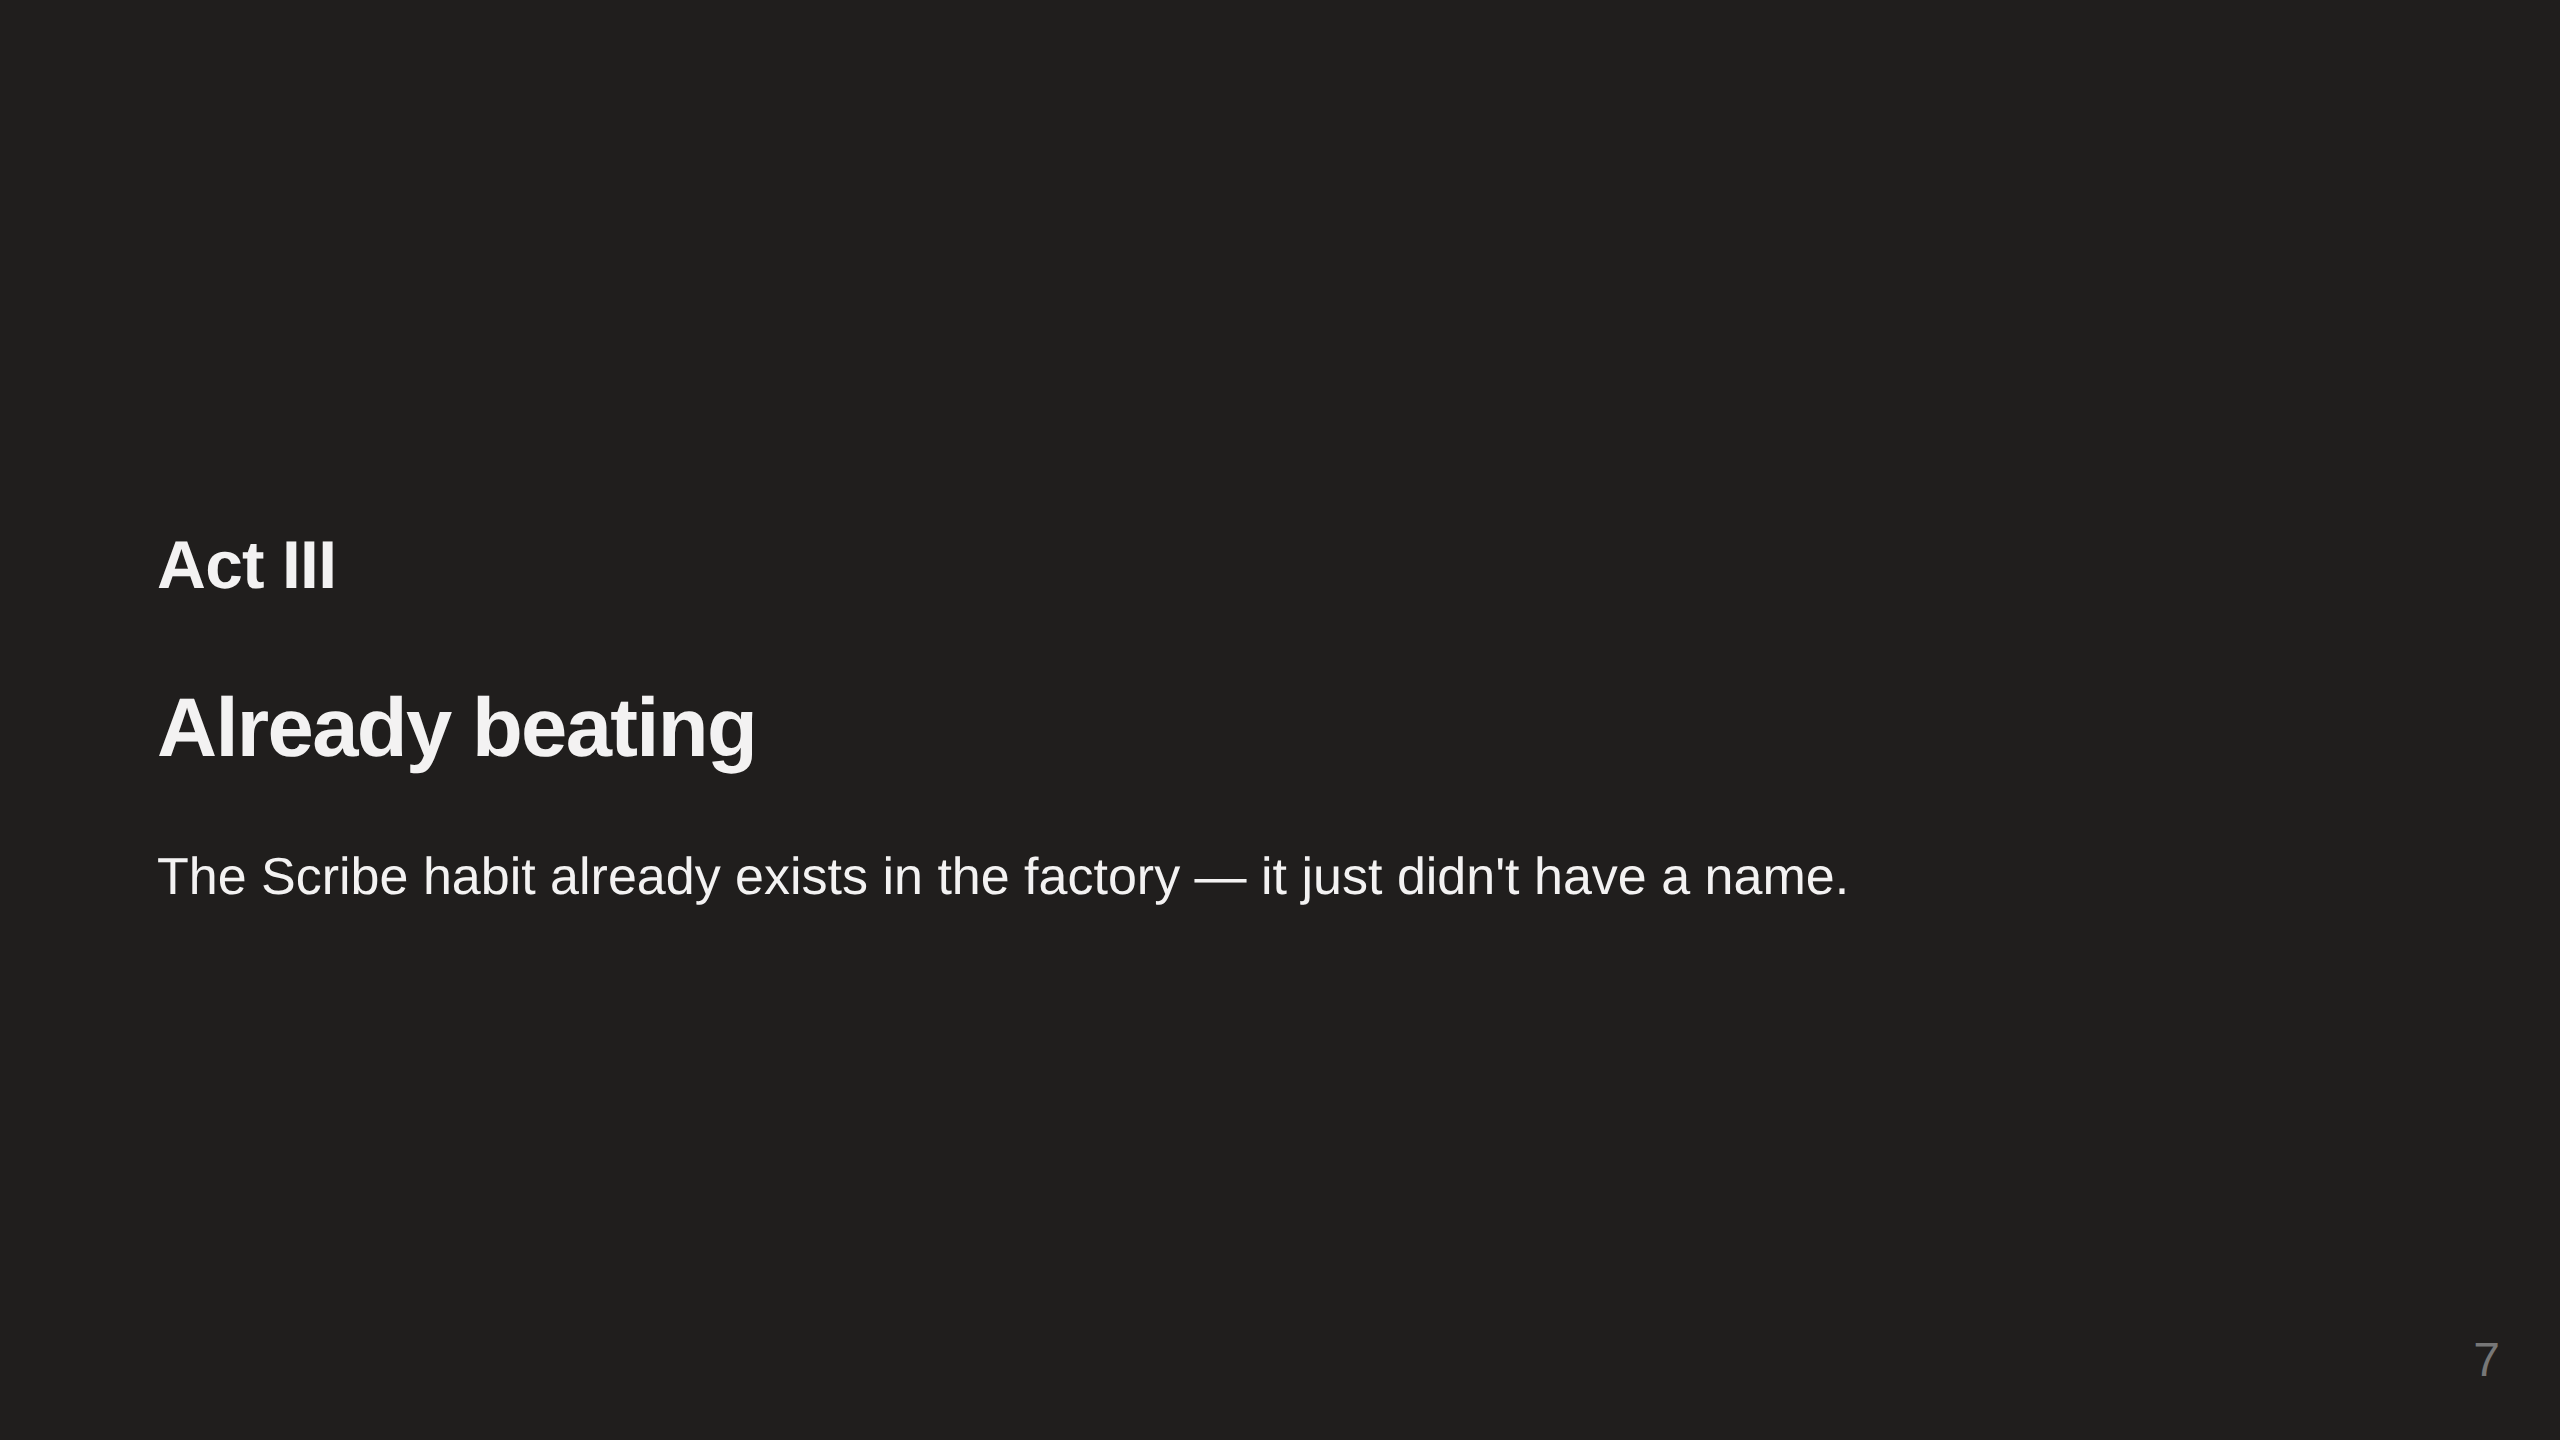 Act III
Already beating
The Scribe habit already exists in the factory — it just didn't have a name.
7